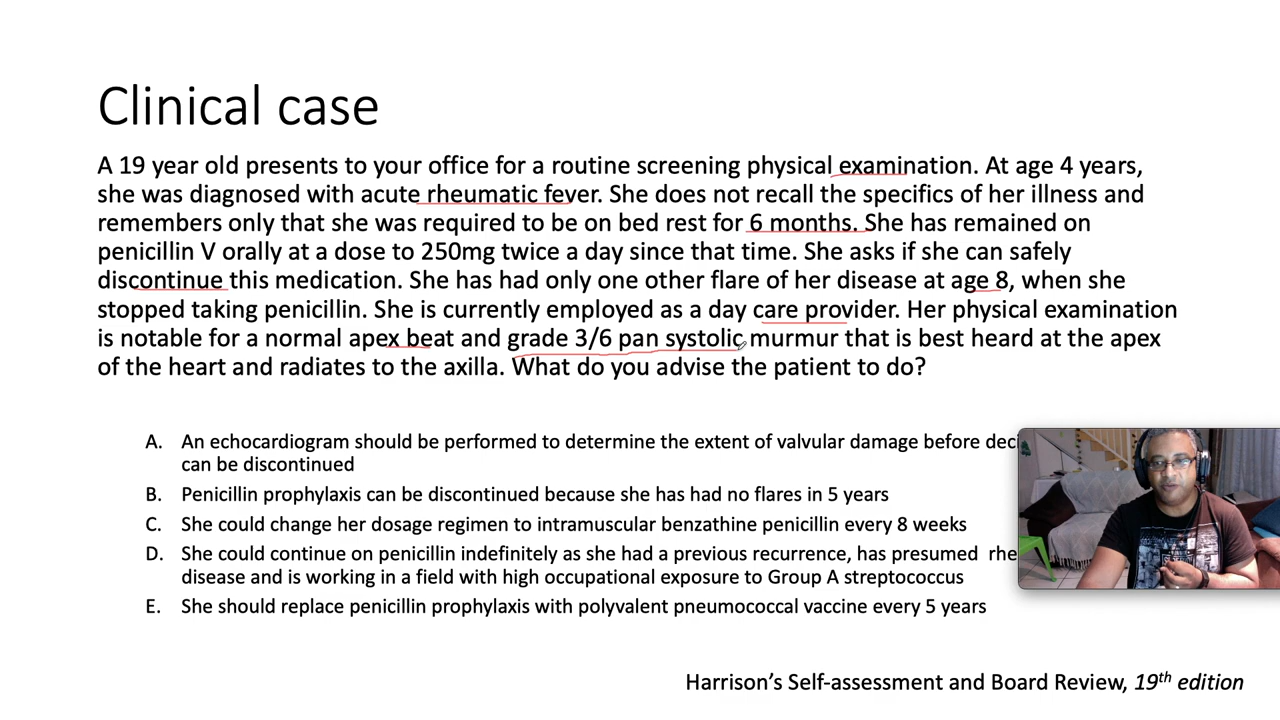 Clinical case
A 19 year old presents to your office for a routine screening physical examination. At age 4 years,
she was diagnosed with acute rheumatic fever. She does not recall the specifics of her illness and
remembers only that she was required to be on bed rest for 6 months. She has remained on
penicillin V orally at a dose to 250mg twice a day since that time. She asks if she can safely
discontinue this medication. She has had only one other flare of her disease at age 8, when she
stopped taking penicillin. She is currently employed as a day care provider. Her physical examination
is notable for a normal apex beat and grade 3/6 pan systolic murmur that is best heard at the apex
of the heart and radiates to the axilla. What do you advise the patient to do?
A. An echocardiogram should be performed to determine the extent of valvular damage before
can be discontinued
B. Penicillin prophylaxis can be discontinued because she has had no flares in 5 years
C. She could change her dosage regimen to intramuscular benzathine penicillin every 8 weeks
D. She could continue on penicillin indefinitely as she had a previous recurrence, has presumed
disease and is working in a field with high occupational exposure to Group A streptococcus
E. She should replace penicillin prophylaxis with polyvalent pneumococcal vaccine every 5 years
Harrison's Self-assessment and Board Review, 19th edition